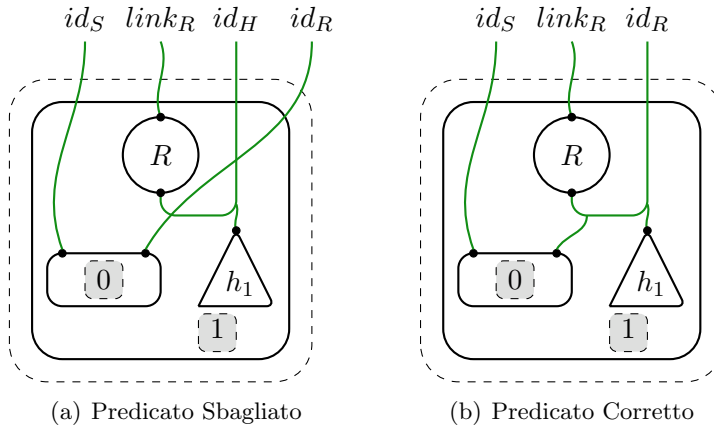 id_S link_R id_H id_R id_S link_R id_R
R R
0 h_1 0 h_1
1 1
(a) Predicato Sbagliato (b) Predicato Corretto